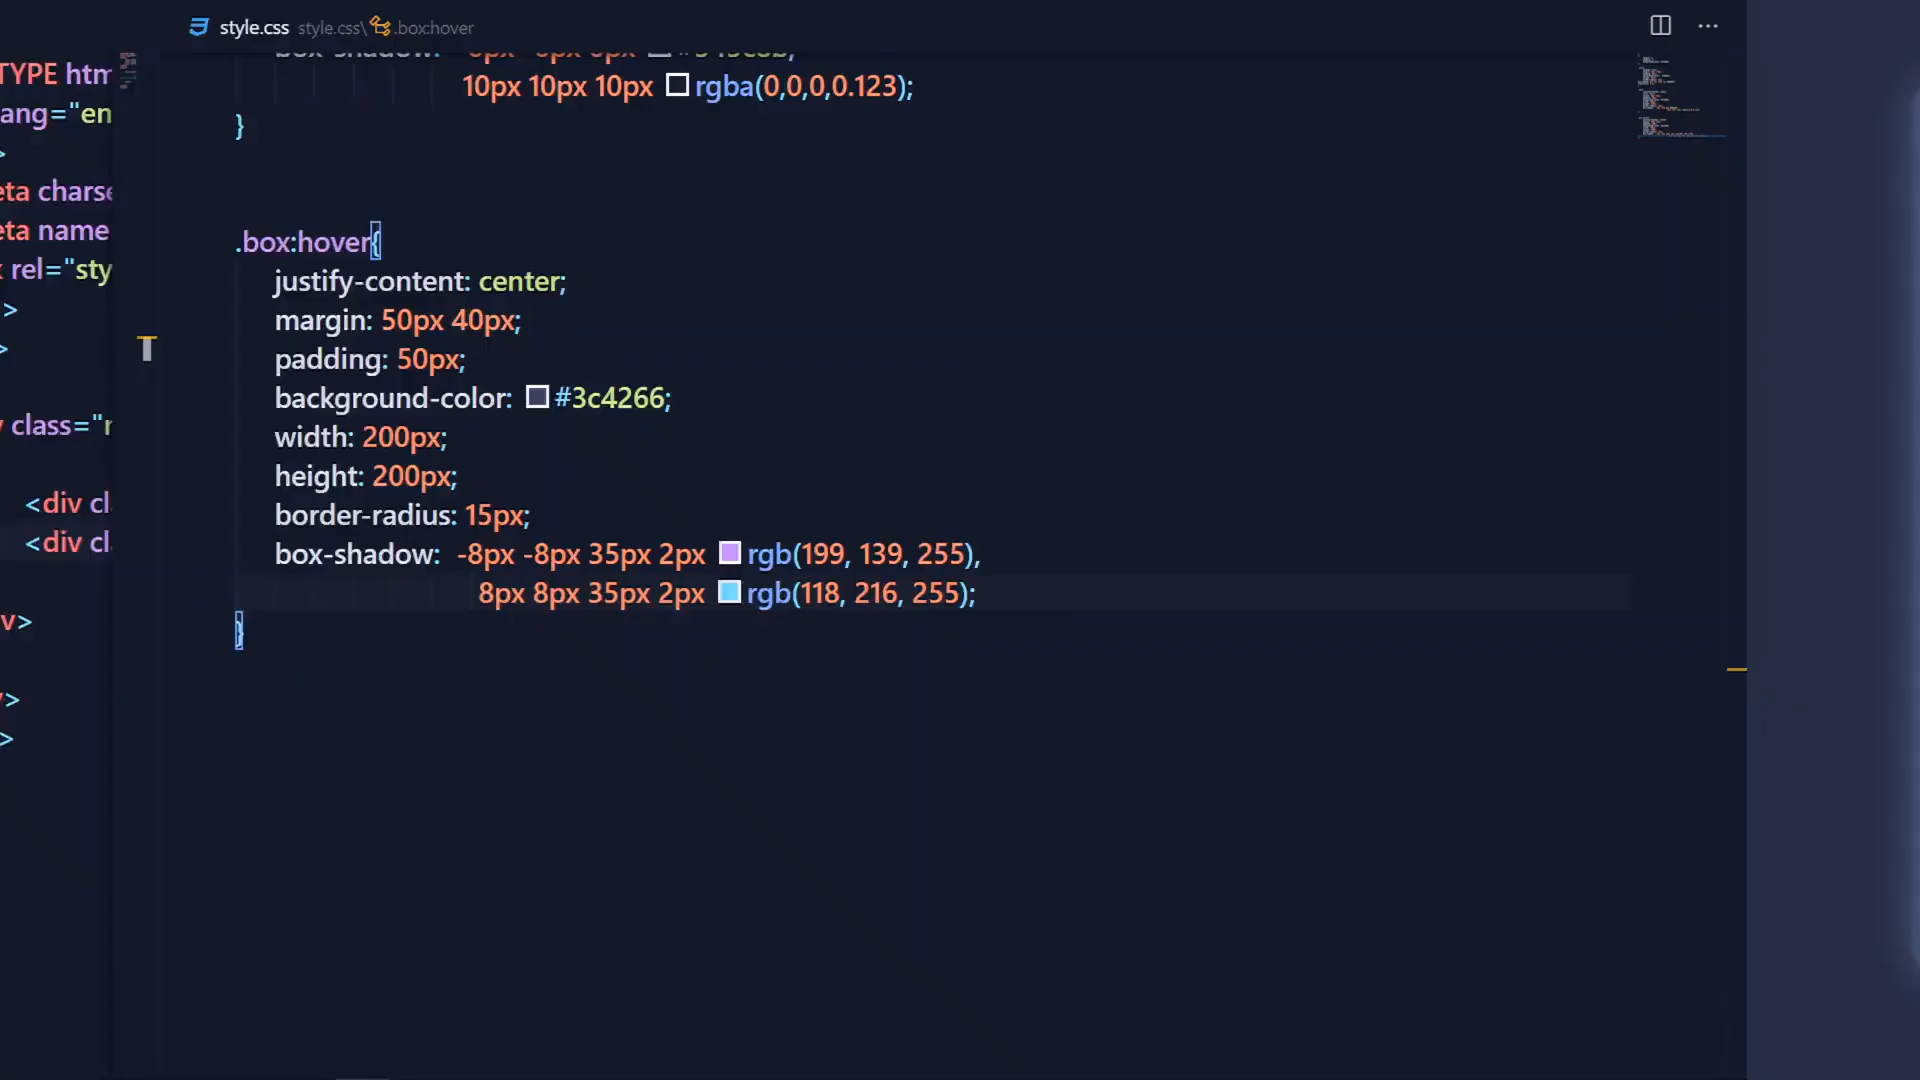 style.css style.css\ .box:hover
10px 10px 10px rgba(0,0,0,0.123);
}
.box:hover{
justify-content: center;
margin: 50px 40px;
padding: 50px;
background-color: #3c4266;
width: 200px;
height: 200px;
border-radius: 15px;
box-shadow: -8px -8px 35px 2px rgb(199, 139, 255),
8px 8px 35px 2px rgb(118, 216, 255);
}
TYPE htm
ang="en
>
eta charse
eta name
rel="sty
>
>
class="
<div cl
<div cl
v>
>
>
T